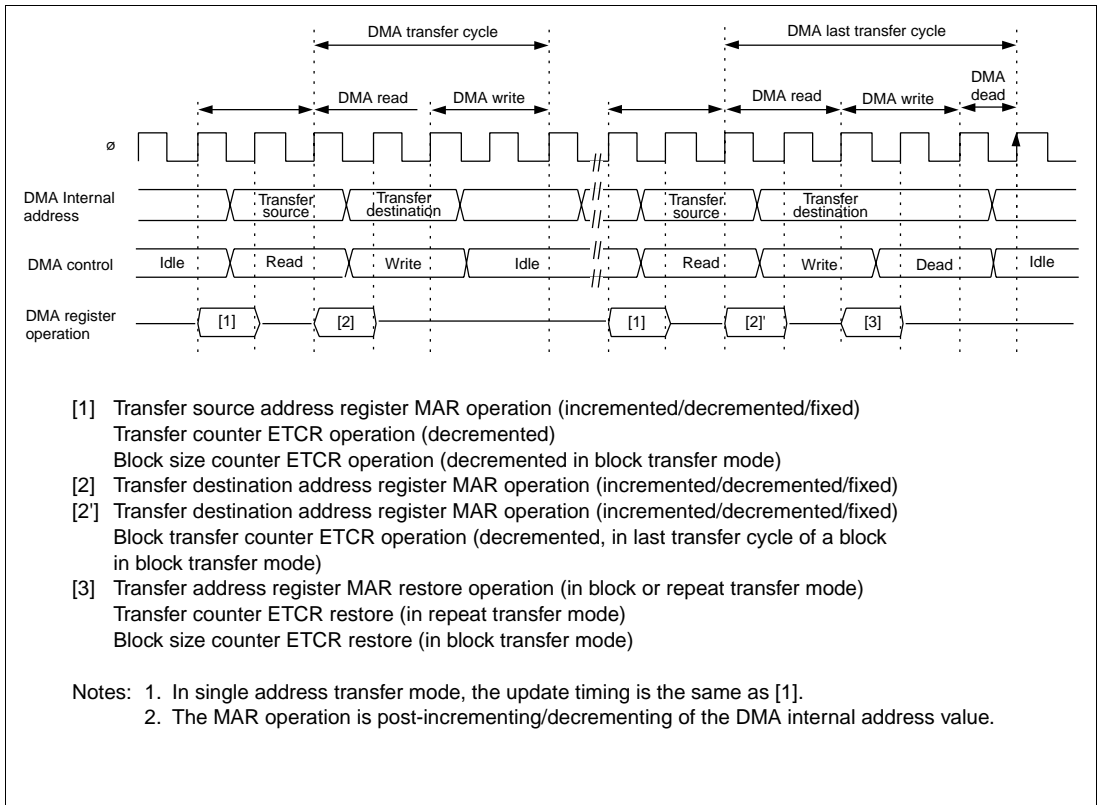 DMA transfer cycle DMA last transfer cycle
DMA read DMA write DMA read DMA write DMA dead
ø
DMA Internal address Transfer source Transfer destination Transfer source Transfer destination
DMA control Idle Read Write Idle Read Write Dead Idle
DMA register operation [1] [2] [1] [2]' [3]
[1] Transfer source address register MAR operation (incremented/decremented/fixed)
Transfer counter ETCR operation (decremented)
Block size counter ETCR operation (decremented in block transfer mode)
[2] Transfer destination address register MAR operation (incremented/decremented/fixed)
[2'] Transfer destination address register MAR operation (incremented/decremented/fixed)
Block transfer counter ETCR operation (decremented, in last transfer cycle of a block
in block transfer mode)
[3] Transfer address register MAR restore operation (in block or repeat transfer mode)
Transfer counter ETCR restore (in repeat transfer mode)
Block size counter ETCR restore (in block transfer mode)
Notes: 1. In single address transfer mode, the update timing is the same as [1].
2. The MAR operation is post-incrementing/decrementing of the DMA internal address value.